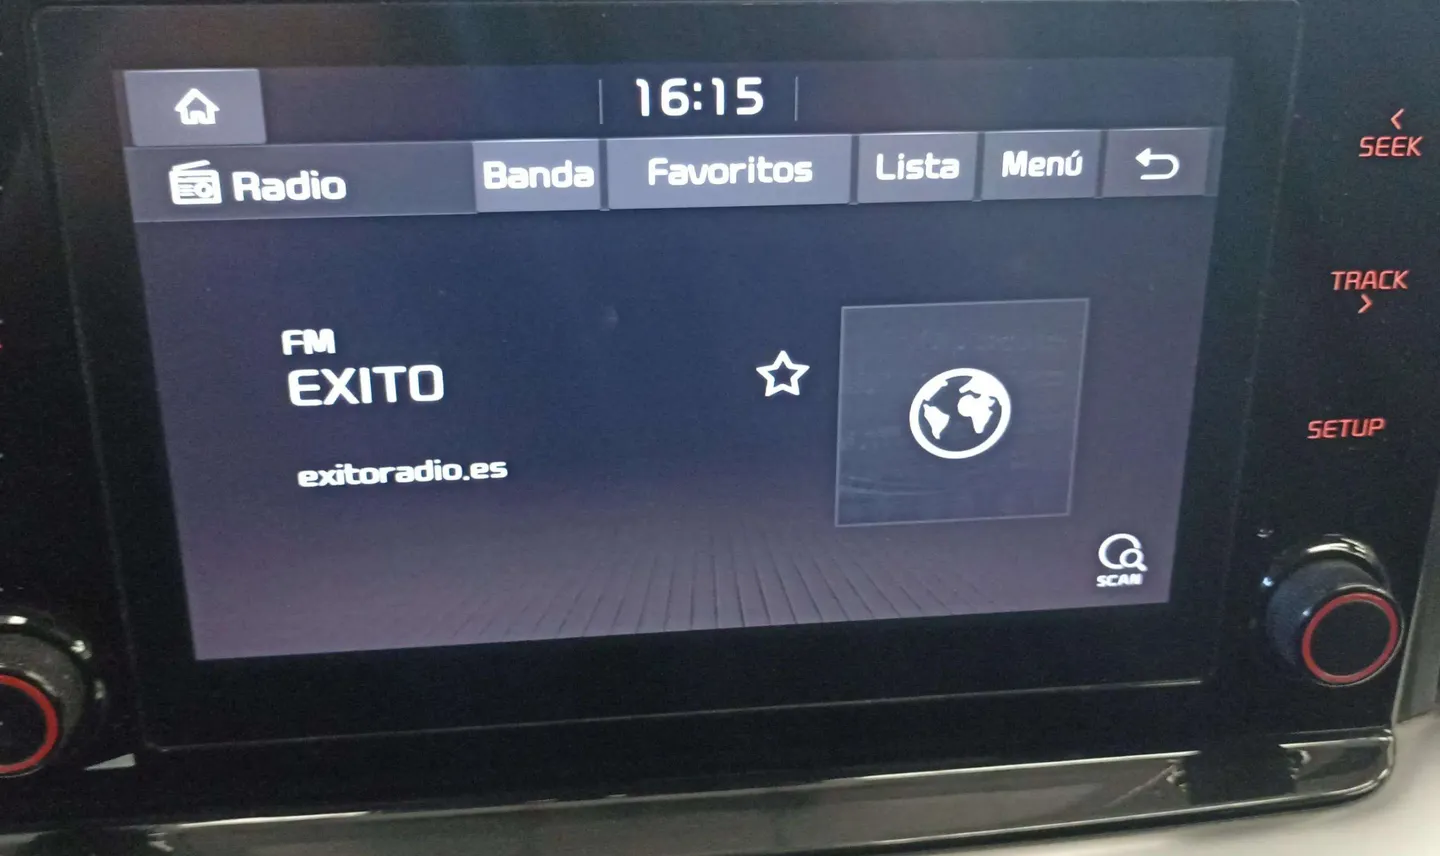 16:15
Radio Banda Favoritos Lista Menú
FM
EXITO
exitoradio.es
SCAN
SEEK
TRACK
SETUP